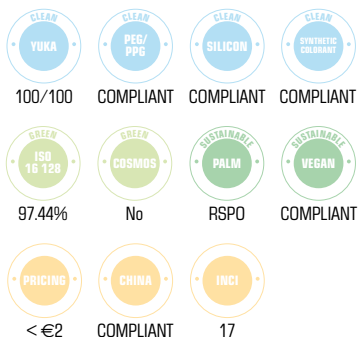 CLEAN CLEAN CLEAN CLEAN
YUKA PEG/PPG SILICON SYNTHETIC COLORANT
100/100 COMPLIANT COMPLIANT COMPLIANT
GREEN GREEN SUSTAINABLE SUSTAINABLE
ISO 16 128 COSMOS PALM VEGAN
97.44% No RSPO COMPLIANT
PRICING CHINA INCI
< €2 COMPLIANT 17